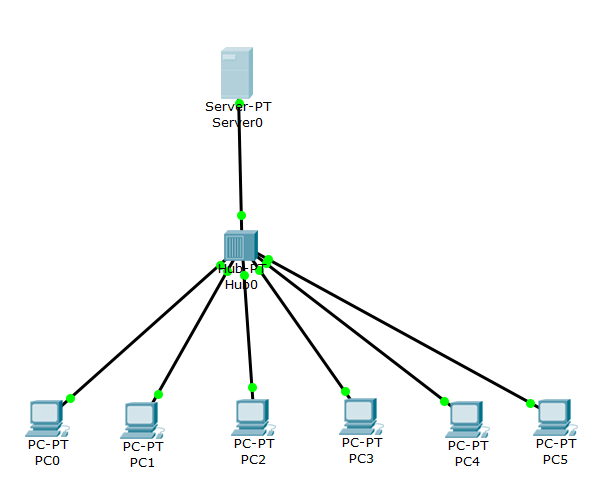 Server-PT
Server0
Hub-PT
Hub0
PC-PT
PC0
PC-PT
PC1
PC-PT
PC2
PC-PT
PC3
PC-PT
PC4
PC-PT
PC5